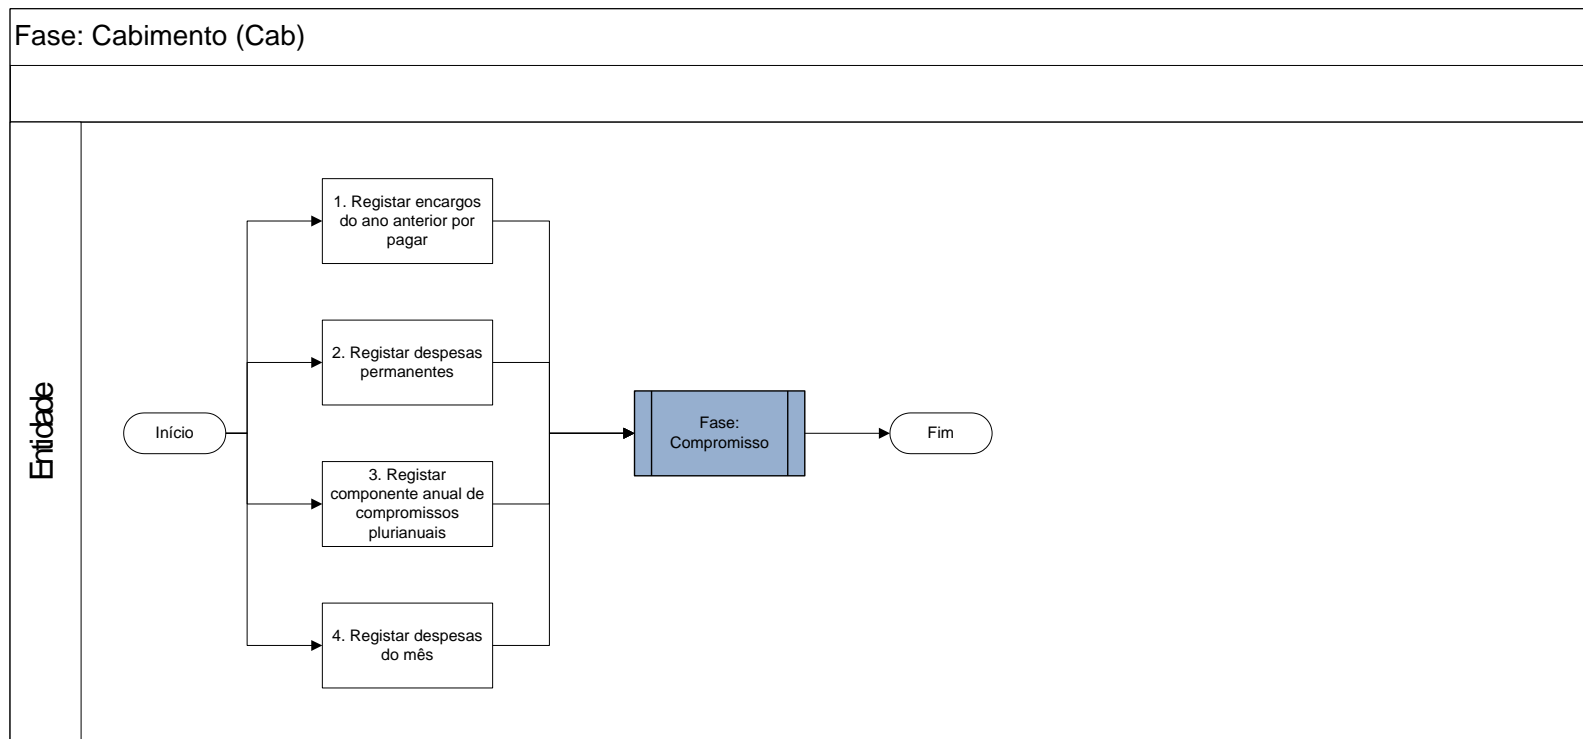 Fase: Cabimento (Cab)
Entidade
Início
1. Registar encargos
do ano anterior por
pagar
2. Registar despesas
permanentes
3. Registar
componente anual de
compromissos
plurianuais
4. Registar despesas
do mês
Fase:
Compromisso
Fim